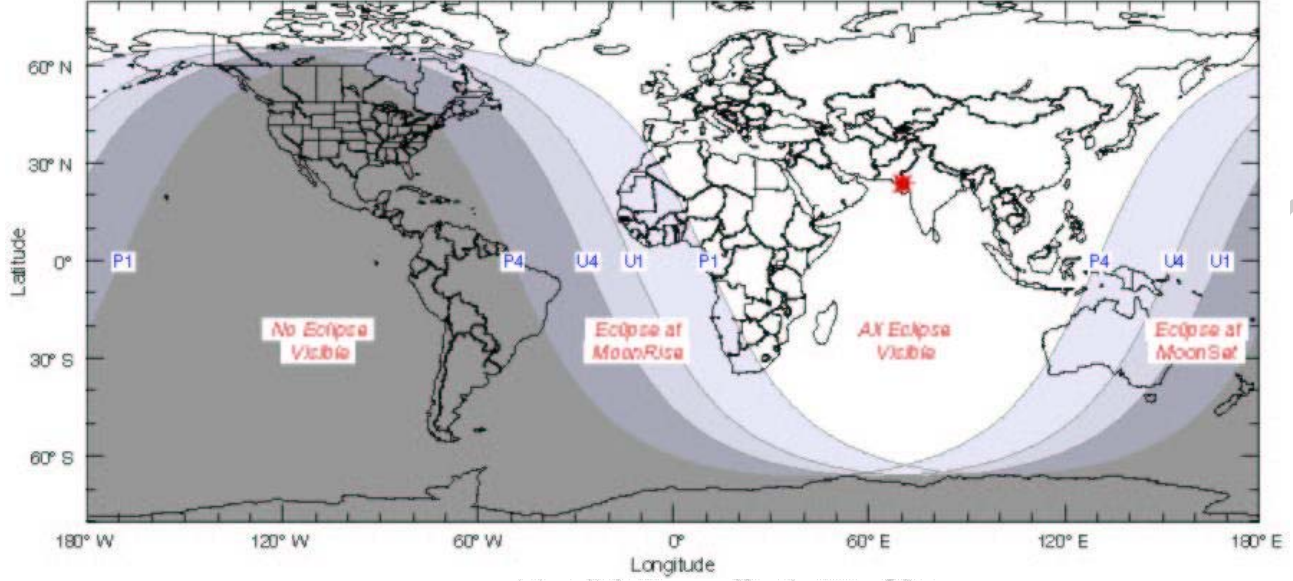 60° N
30° N
Latitude
0°
30° S
60° S
P1
P4
U4
U1
P1
P4
U4
U1
No Eclipse
Visible
Eclipse at
MoonRise
All Eclipse
Visible
Eclipse at
MoonSet
180° W
120° W
60° W
0°
60° E
120° E
180° E
Longitude